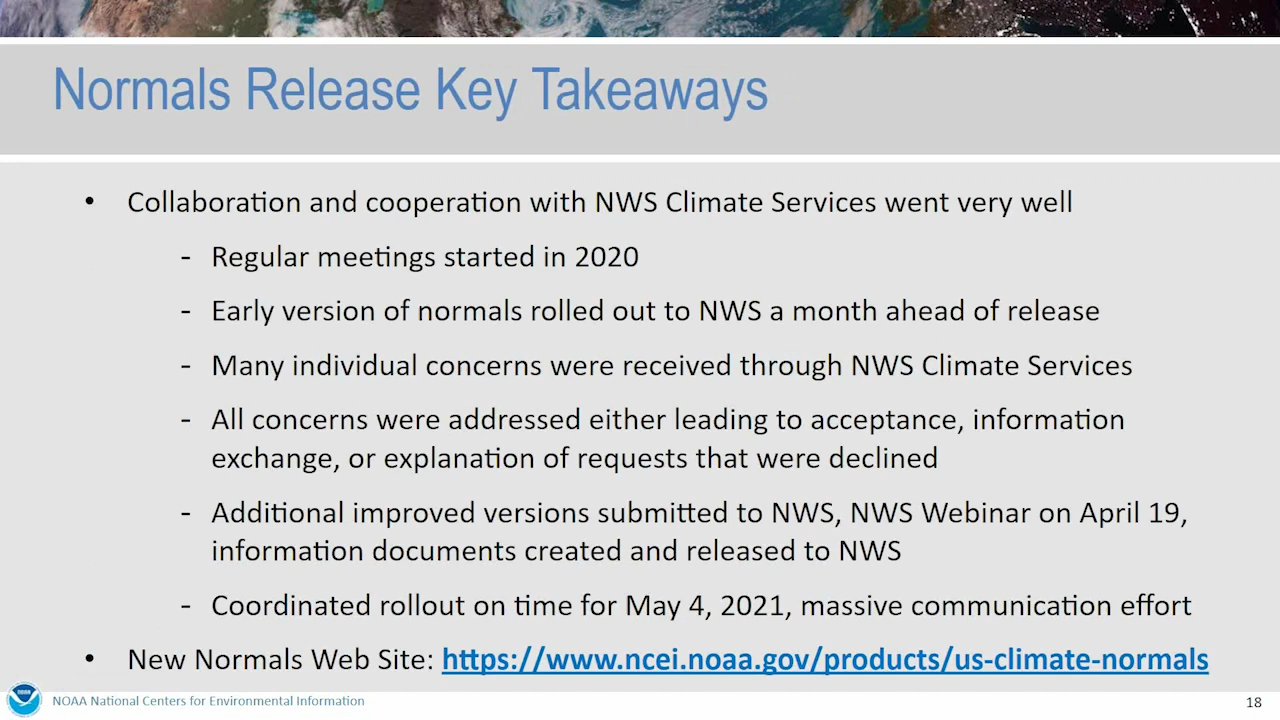 Normals Release Key Takeaways
• Collaboration and cooperation with NWS Climate Services went very well
- Regular meetings started in 2020
- Early version of normals rolled out to NWS a month ahead of release
- Many individual concerns were received through NWS Climate Services
- All concerns were addressed either leading to acceptance, information
exchange, or explanation of requests that were declined
- Additional improved versions submitted to NWS, NWS Webinar on April 19,
information documents created and released to NWS
- Coordinated rollout on time for May 4, 2021, massive communication effort
• New Normals Web Site: https://www.ncei.noaa.gov/products/us-climate-normals
NOAA
NOAA National Centers for Environmental Information
18